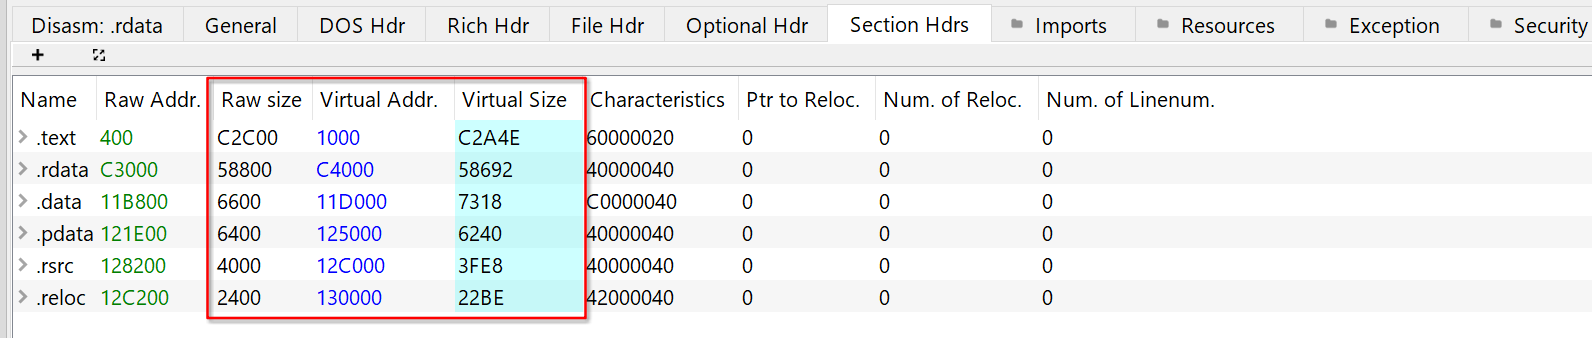 Disasm: .rdata General DOS Hdr Rich Hdr File Hdr Optional Hdr Section Hdrs Imports Resources Exception Security
+
Name Raw Addr. Raw size Virtual Addr. Virtual Size Characteristics Ptr to Reloc. Num. of Reloc. Num. of Linenum.
> .text 400 C2C00 1000 C2A4E 60000020 0 0 0
> .rdata C3000 58800 C4000 58692 40000040 0 0 0
> .data 11B800 6600 11D000 7318 C0000040 0 0 0
> .pdata 121E00 6400 125000 6240 40000040 0 0 0
> .rsrc 128200 4000 12C000 3FE8 40000040 0 0 0
> .reloc 12C200 2400 130000 22BE 42000040 0 0 0